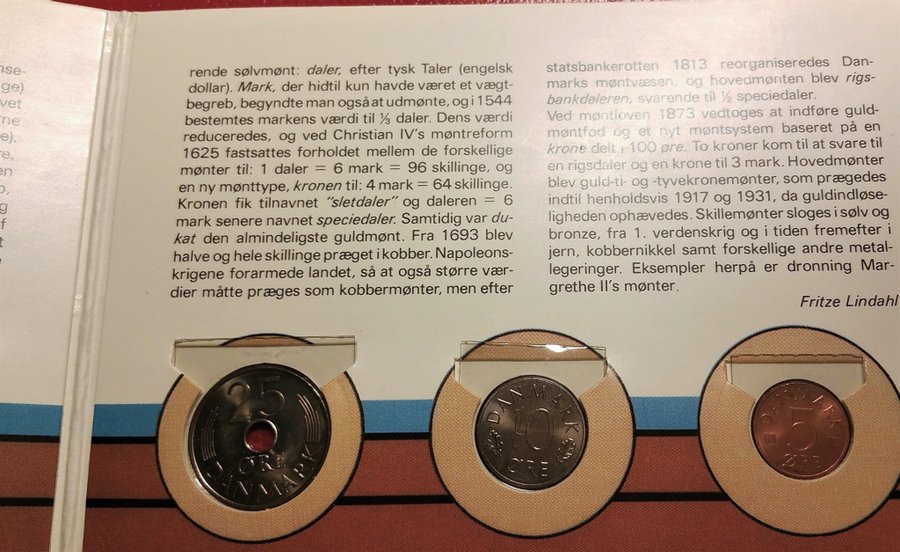 nse-
ge)
vet
rne
e).
re,
en
o,
g
f
t
e
rende sølvmønt: daler, efter tysk Taler (engelsk
dollar). Mark, der hidtil kun havde været et vægt-
begreb, begyndte man også at udmønte, og i 1544
bestemtes markens værdi til ⅓ daler. Dens værdi
reduceredes, og ved Christian IV's møntreform
1625 fastsattes forholdet mellem de forskellige
mønter til: 1 daler = 6 mark = 96 skillinge, og
en ny mønttype, kronen til: 4 mark = 64 skillinge.
Kronen fik tilnavnet "sletdaler" og daleren = 6
mark senere navnet speciedaler. Samtidig var du-
kat den almindeligste guldmønt. Fra 1693 blev
halve og hele skillinge præget i kobber. Napoleons-
krigene forarmede landet, så at også større vær-
dier måtte præges som kobbermønter, men efter
statsbankerotten 1813 reorganiseredes Dan-
marks møntvæsen, og hovedmønten blev rigs-
bankdaleren, svarende til ½ speciedaler.
Ved møntloven 1873 vedtoges at indføre guld-
møntfod og et nyt møntsystem baseret på en
krone delt i 100 øre. To kroner kom til at svare til
en rigsdaler og en krone til 3 mark. Hovedmønter
blev guld-ti- og -tyvekronemønter, som prægedes
indtil henholdsvis 1917 og 1931, da guldindløse-
ligheden ophævedes. Skillemønter sloges i sølv og
bronze, fra 1. verdenskrig og i tiden fremefter i
jern, kobbernikkel samt forskellige andre metal-
legeringer. Eksempler herpå er dronning Mar-
grethe II's mønter.
Fritze Lindahl
25
ØRE
DANMARK
DANMARK
10
ØRE
DANMARK
5
ØRE